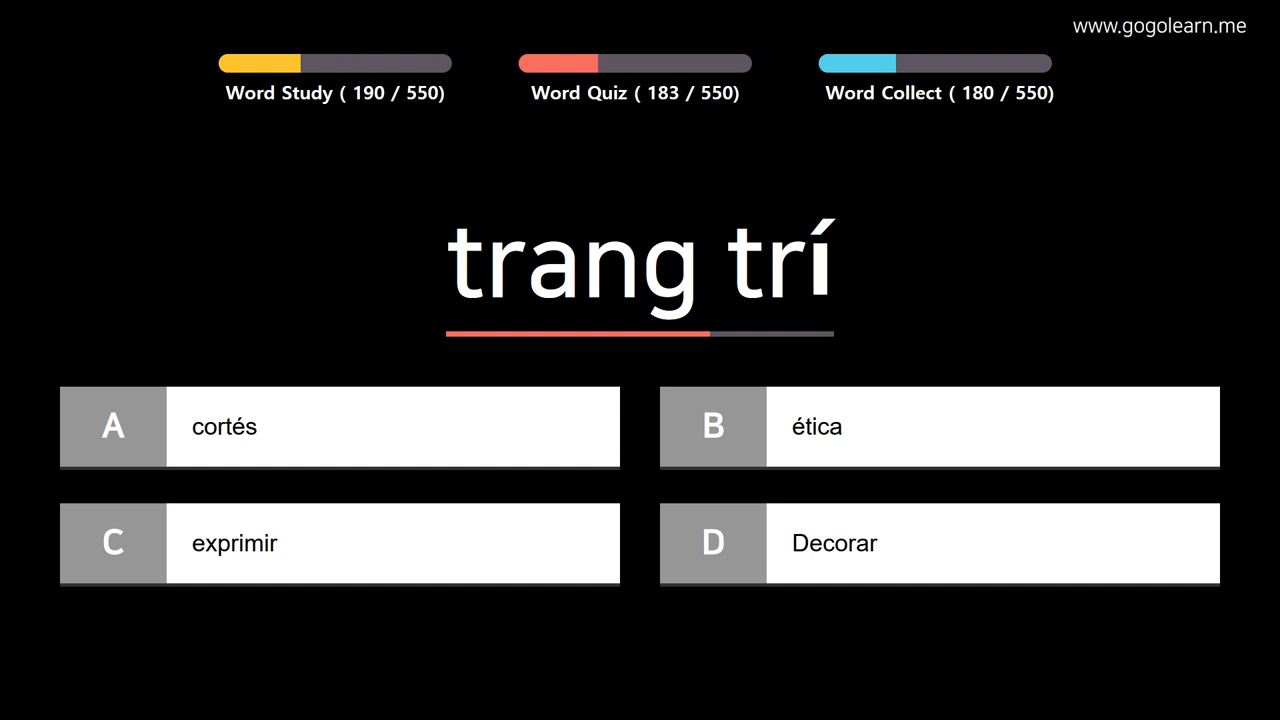 www.gogolearn.me
Word Study ( 190 / 550)
Word Quiz ( 183 / 550)
Word Collect ( 180 / 550)
trang trí
A cortés
B ética
C exprimir
D Decorar